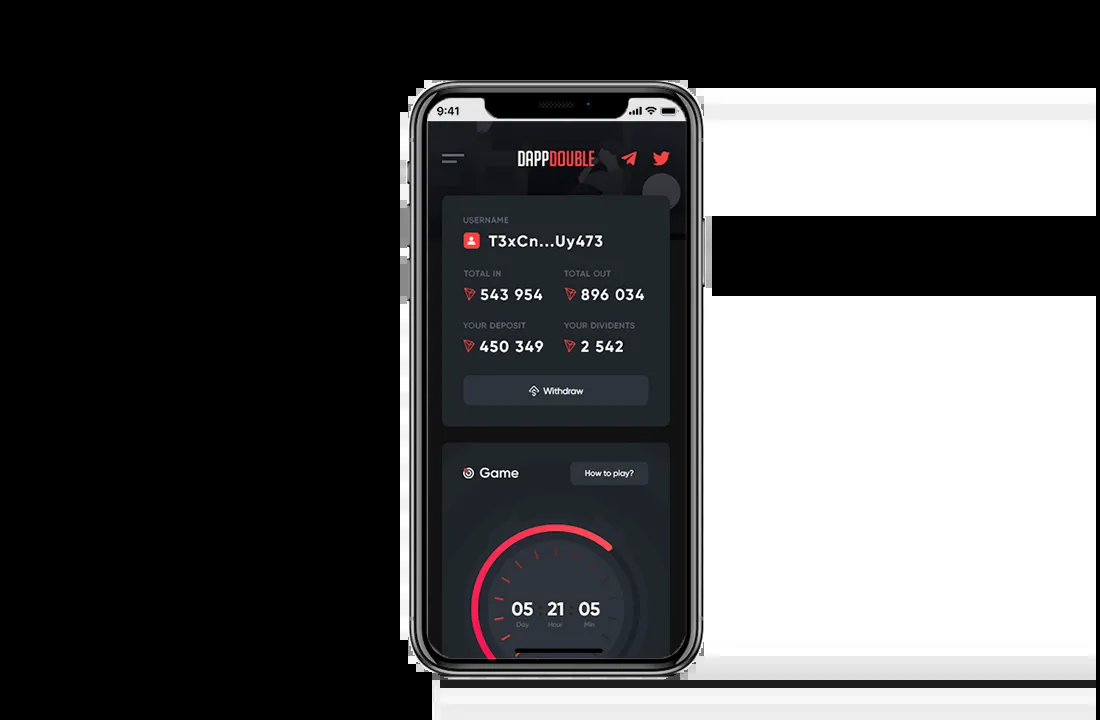 9:41
DAPPDOUBLE
USERNAME
T3xCn...Uy473
TOTAL IN TOTAL OUT
543 954 896 034
YOUR DEPOSIT YOUR DIVIDENTS
450 349 2 542
Withdraw
Game How to play?
05 : 21 : 05
Day Hour Min